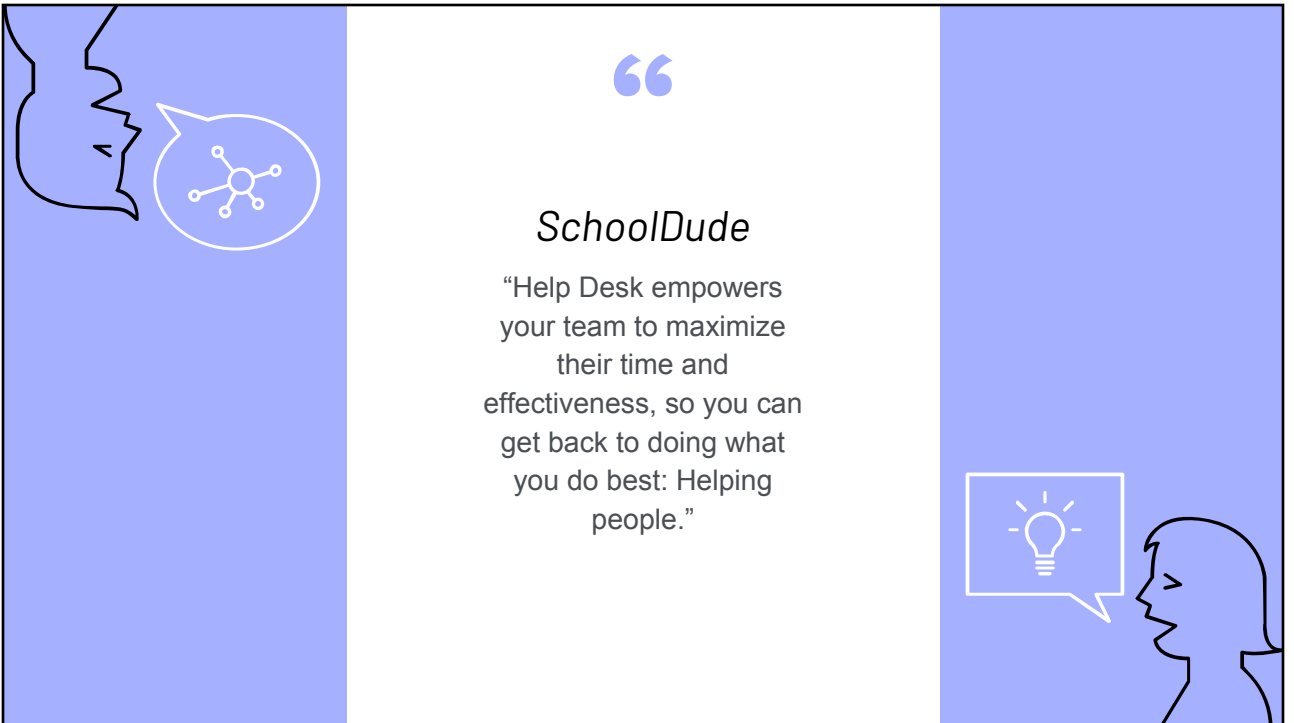 “
SchoolDude
“Help Desk empowers
your team to maximize
their time and
effectiveness, so you can
get back to doing what
you do best: Helping
people.”